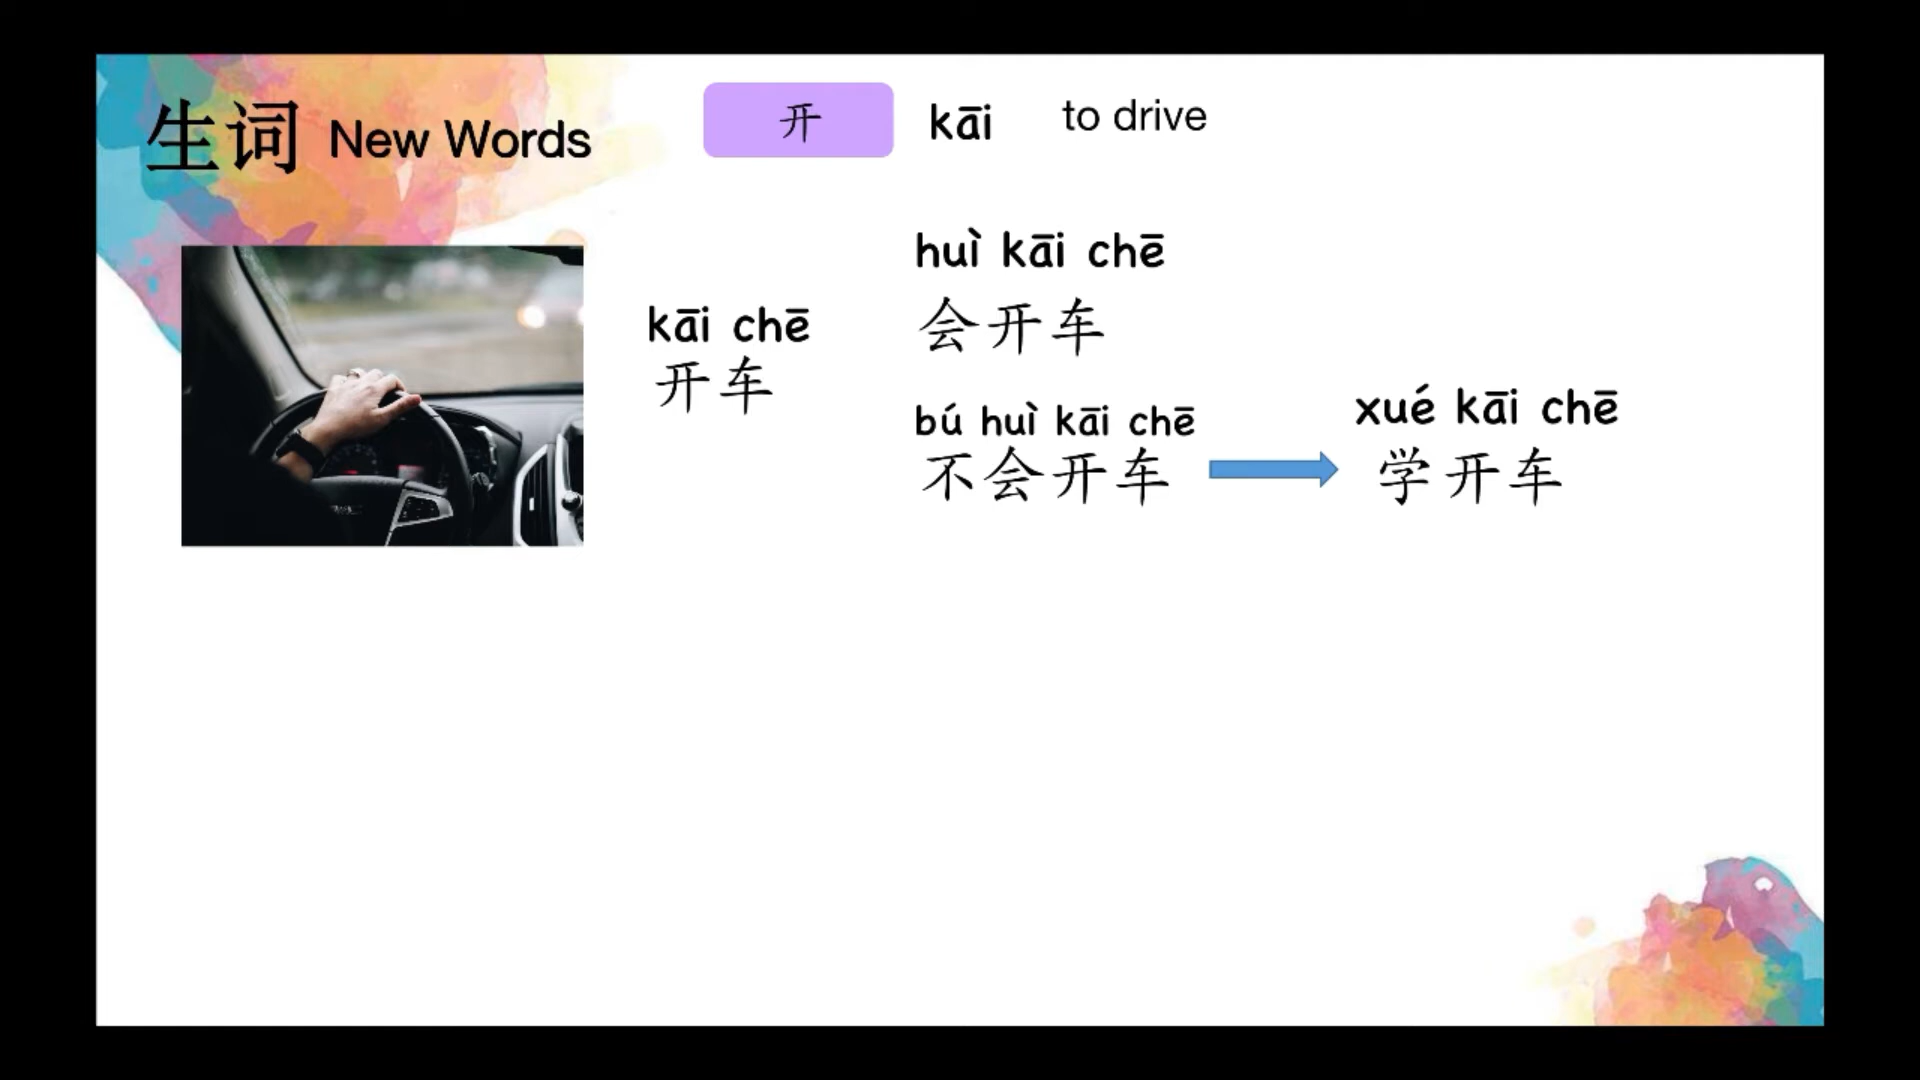 生词 New Words
开 kāi to drive
kāi chē
开车
huì kāi chē
会开车
bú huì kāi chē
不会开车
xué kāi chē
学开车